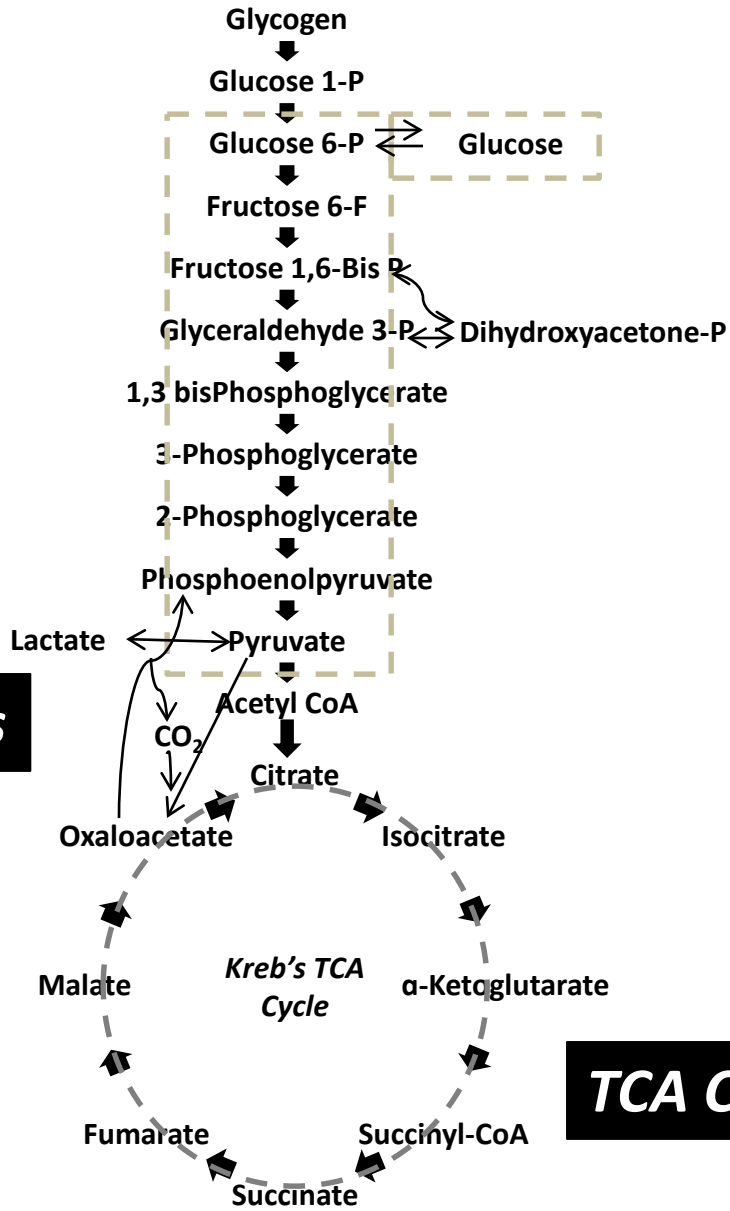 Glycogen
Glucose 1-P
Glucose 6-P
Glucose
Fructose 6-F
Fructose 1,6-Bis P
Glyceraldehyde 3-P
Dihydroxyacetone-P
1,3 bisPhosphoglycerate
3-Phosphoglycerate
2-Phosphoglycerate
Phosphoenolpyruvate
Lactate
Pyruvate
Acetyl CoA
s
CO₂
Citrate
Oxaloacetate
Isocitrate
Malate
Kreb's TCA
Cycle
α-Ketoglutarate
TCA C
Fumarate
Succinyl-CoA
Succinate